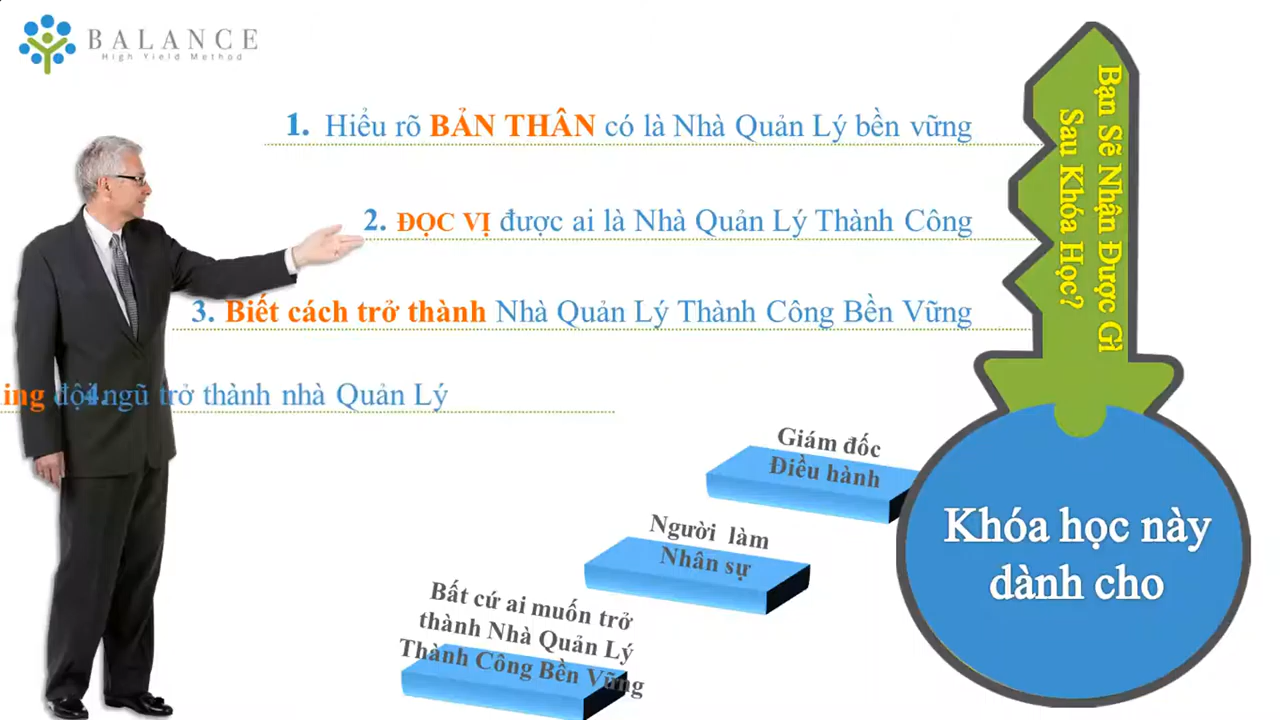 BALANCE
High Yield Method
Bạn Sẽ Nhận Được Gì
Sau Khóa Học?
1. Hiểu rõ BẢN THÂN có là Nhà Quản Lý bền vững
2. ĐỌC VỊ được ai là Nhà Quản Lý Thành Công
3. Biết cách trở thành Nhà Quản Lý Thành Công Bền Vững
4.
ing đội ngũ trở thành nhà Quản Lý
Giám đốc
Điều hành
Người làm
Nhân sự
Bất cứ ai muốn trở
thành Nhà Quản Lý
Thành Công Bền Vững
Khóa học này
dành cho